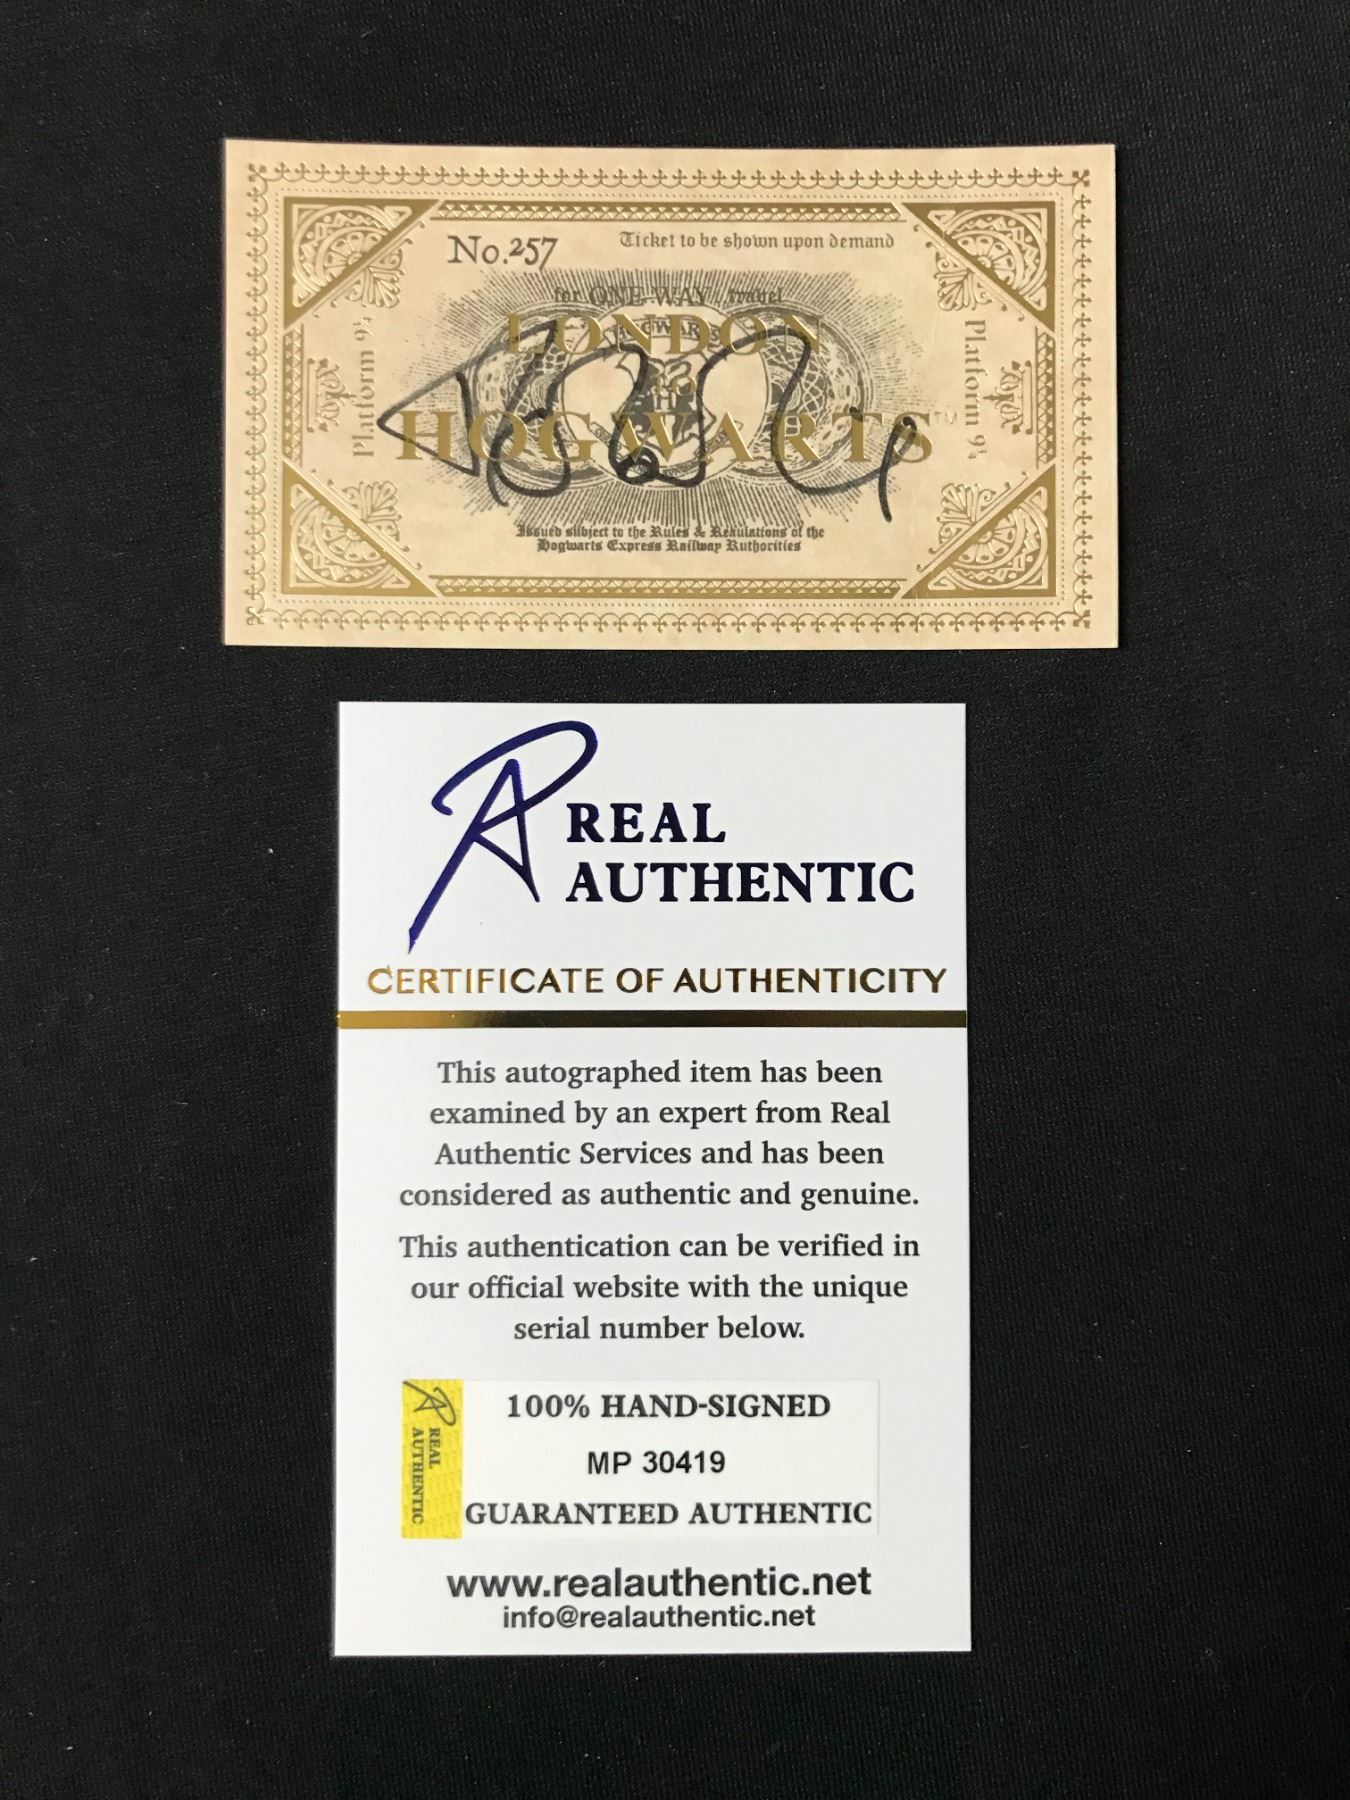 No.257
Ticket to be shown upon demand
for ONE WAY travel
HOGWARTS
LONDON
to
HOGWARTS™
Platform 9¾
Platform 9¾
Issued subject to the Rules & Regulations of the
Hogwarts Express Railway Authorities
REAL
AUTHENTIC
CERTIFICATE OF AUTHENTICITY
This autographed item has been
examined by an expert from Real
Authentic Services and has been
considered as authentic and genuine.
This authentication can be verified in
our official website with the unique
serial number below.
REAL
AUTHENTIC
100% HAND-SIGNED
MP 30419
GUARANTEED AUTHENTIC
www.realauthentic.net
info@realauthentic.net